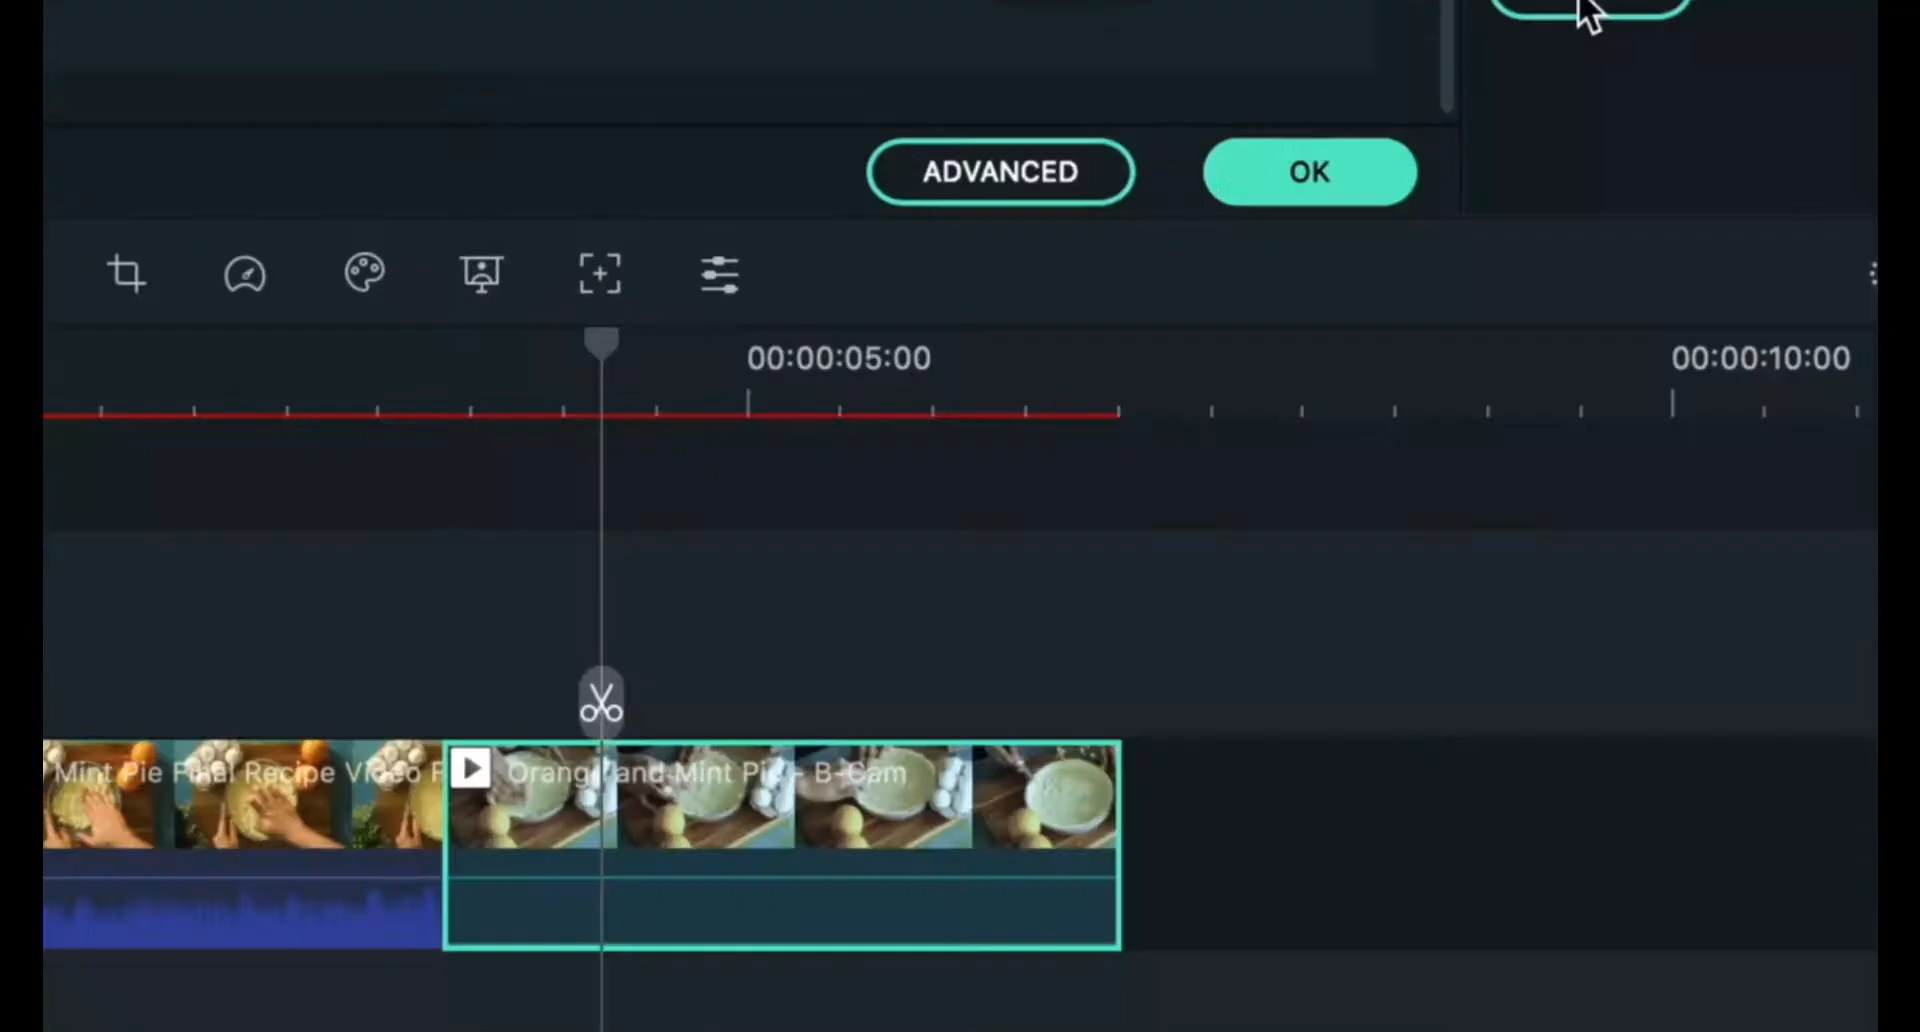 ADVANCED
OK
00:00:05:00
00:00:10:00
Mint Pie Final Recipe Video F
Orange and Mint Pie - B-Cam